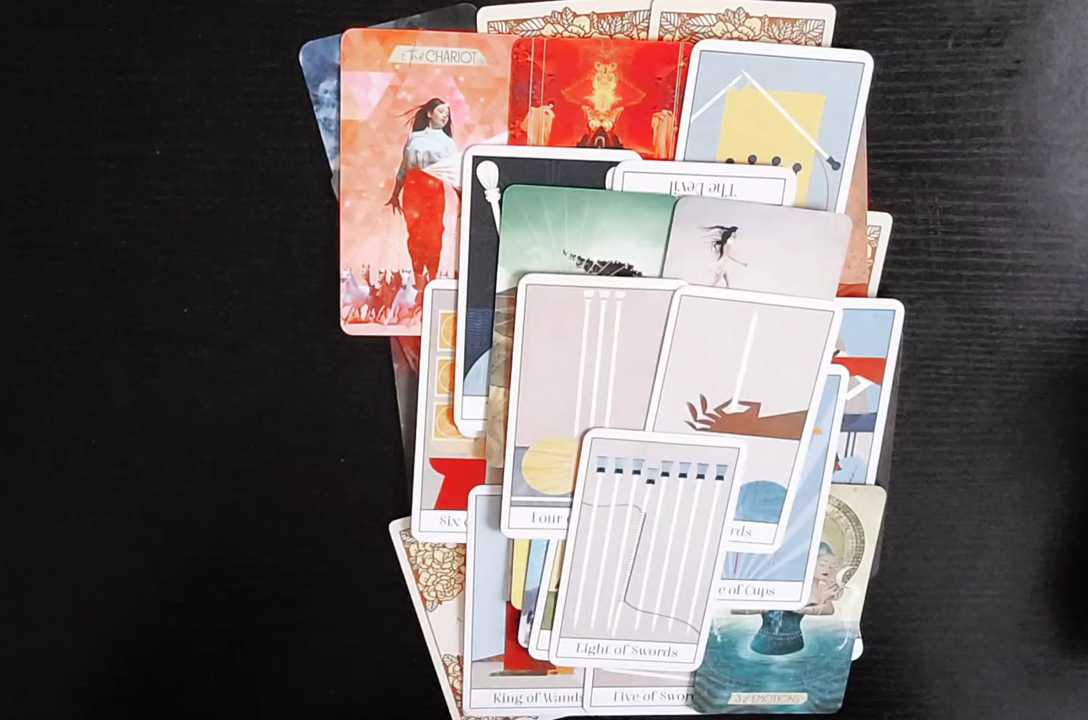 The CHARIOT
The Devil
Six
Four
rds
e of Cups
Eight of Swords
King of Wands
Five of Swor
3 of EMOTIONS